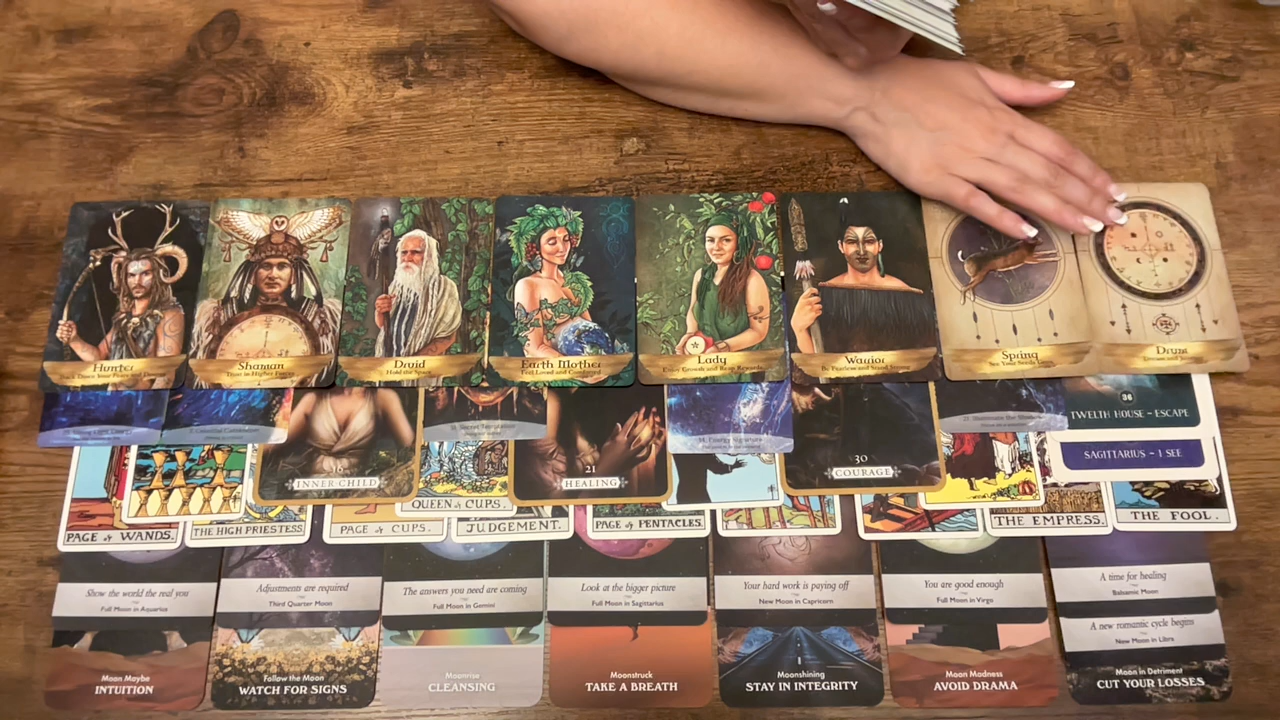 Hunter
Shaman
Trust in Higher Forces
Druid
Hold the Space
Earth Mother
Feel Loved and Comforted
Lady
Enjoy Growth and Reap Rewards
Warrior
Be Fearless and Stand Strong
Spring
Drum
36
TWELTH HOUSE - ESCAPE
SAGITTARIUS - I SEE
16
INNER CHILD
21
HEALING
30
COURAGE
PAGE of WANDS.
THE HIGH PRIESTESS
PAGE of CUPS.
QUEEN of CUPS.
JUDGEMENT.
PAGE of PENTACLES.
THE EMPRESS.
THE FOOL.
Show the world the real you
Full Moon in Aquarius
Adjustments are required
Third Quarter Moon
The answers you need are coming
Full Moon in Gemini
Look at the bigger picture
Full Moon in Sagittarius
Your hard work is paying off
New Moon in Capricorn
You are good enough
Full Moon in Virgo
A time for healing
Balsamic Moon
A new romantic cycle begins
New Moon in Libra
Moon Maybe
INTUITION
Follow the Moon
WATCH FOR SIGNS
Moonrise
CLEANSING
Moonstruck
TAKE A BREATH
Moonshining
STAY IN INTEGRITY
Moon Madness
AVOID DRAMA
Moon in Detriment
CUT YOUR LOSSES